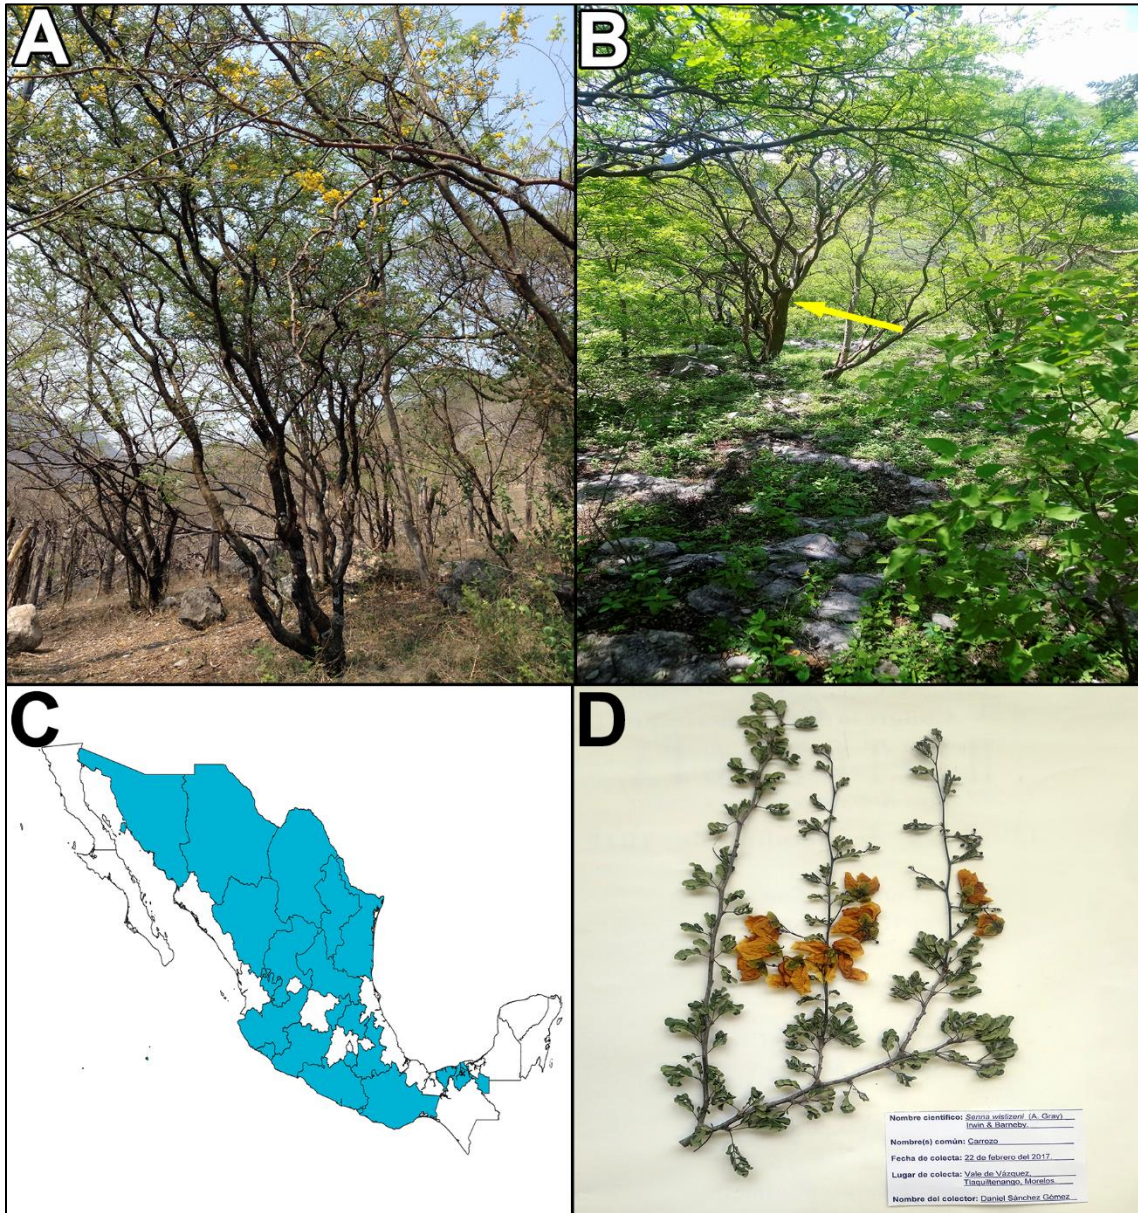 A
B
C
D
Nombre científico: Senna wislizeni (A. Gray)
Irwin & Barneby.
Nombre(s) común: Carrozo
Fecha de colecta: 22 de febrero del 2017.
Lugar de colecta: Vale de Vázquez,
Tlaquiltenango, Morelos.
Nombre del colector: Daniel Sánchez Gómez